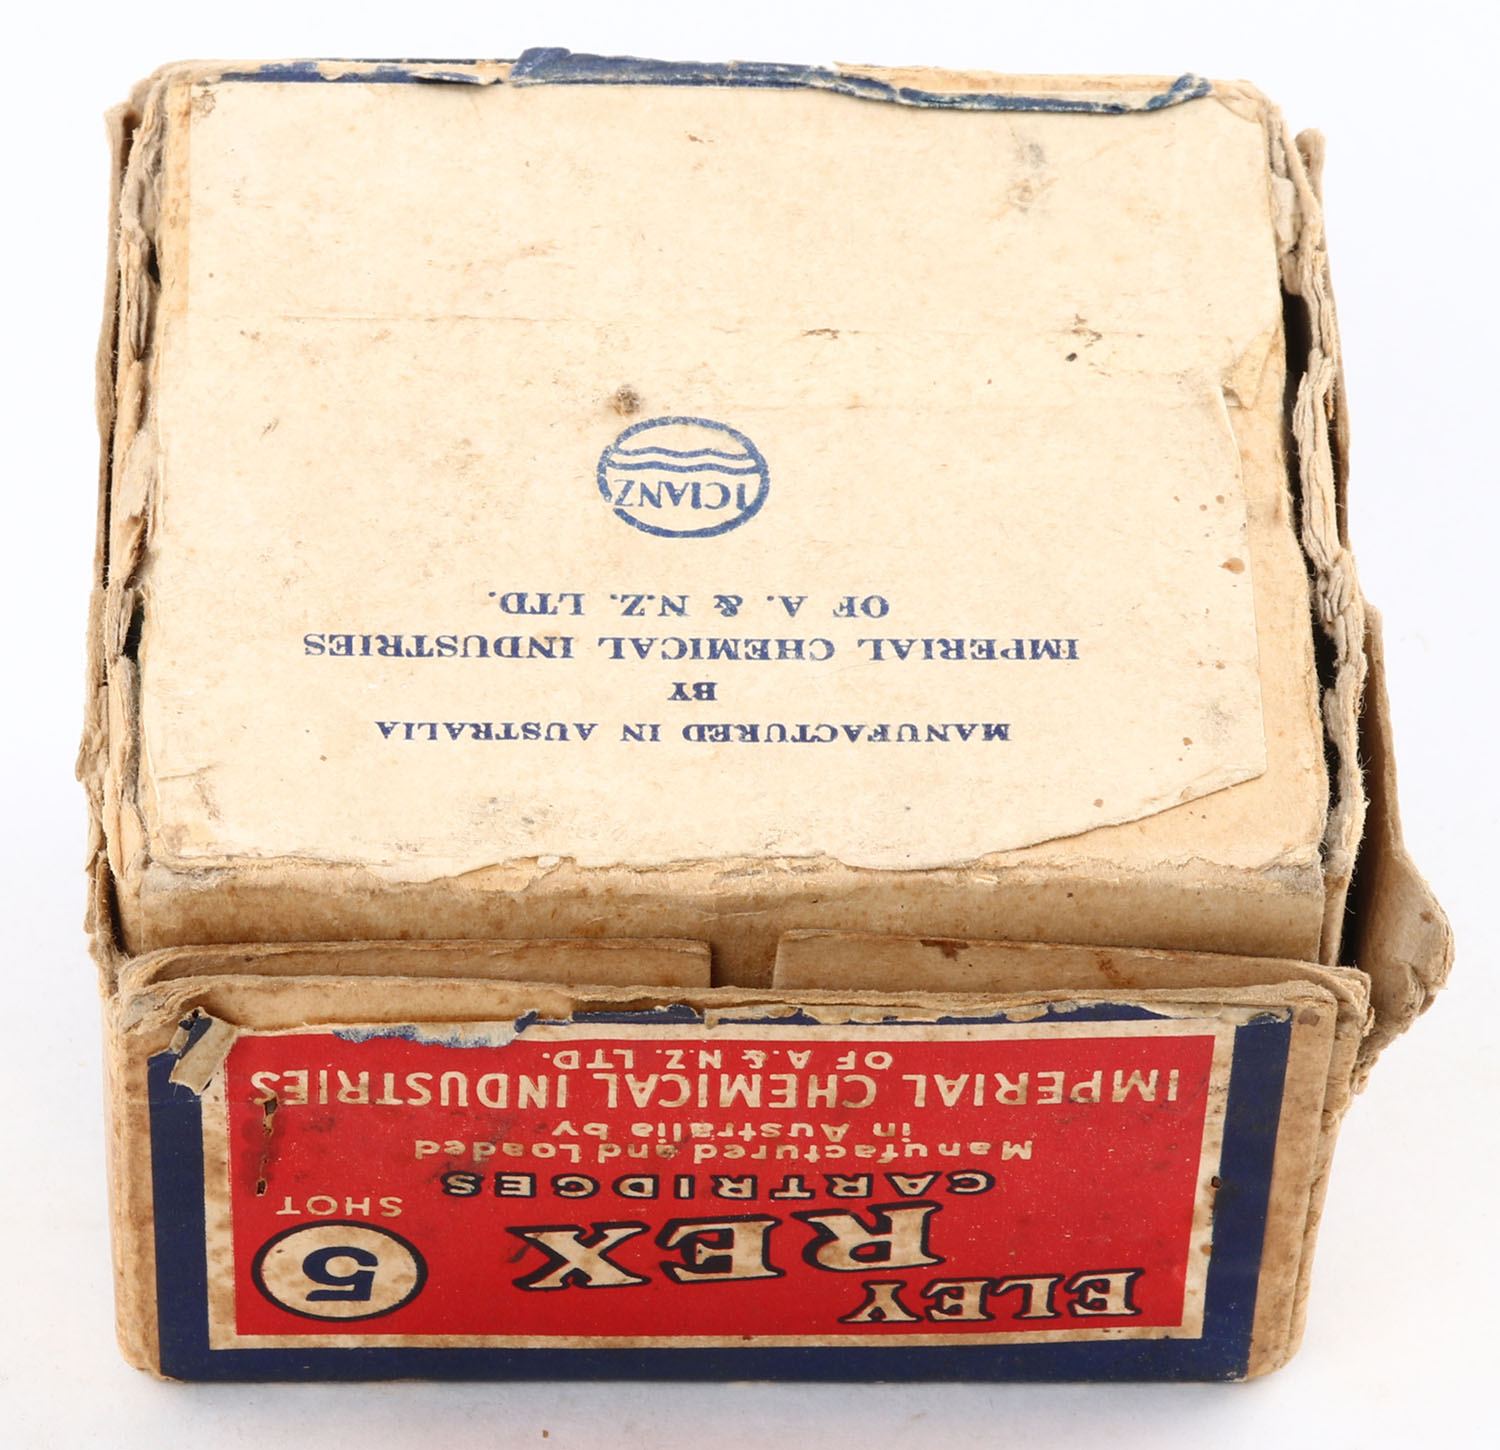 ELEY
REX
CARTRIDGES
5
SHOT
Manufactured and Loaded
in Australia by
IMPERIAL CHEMICAL INDUSTRIES
OF A. & N.Z. LTD.
MANUFACTURED IN AUSTRALIA
BY
IMPERIAL CHEMICAL INDUSTRIES
OF A. & N.Z. LTD.
ICIANZ